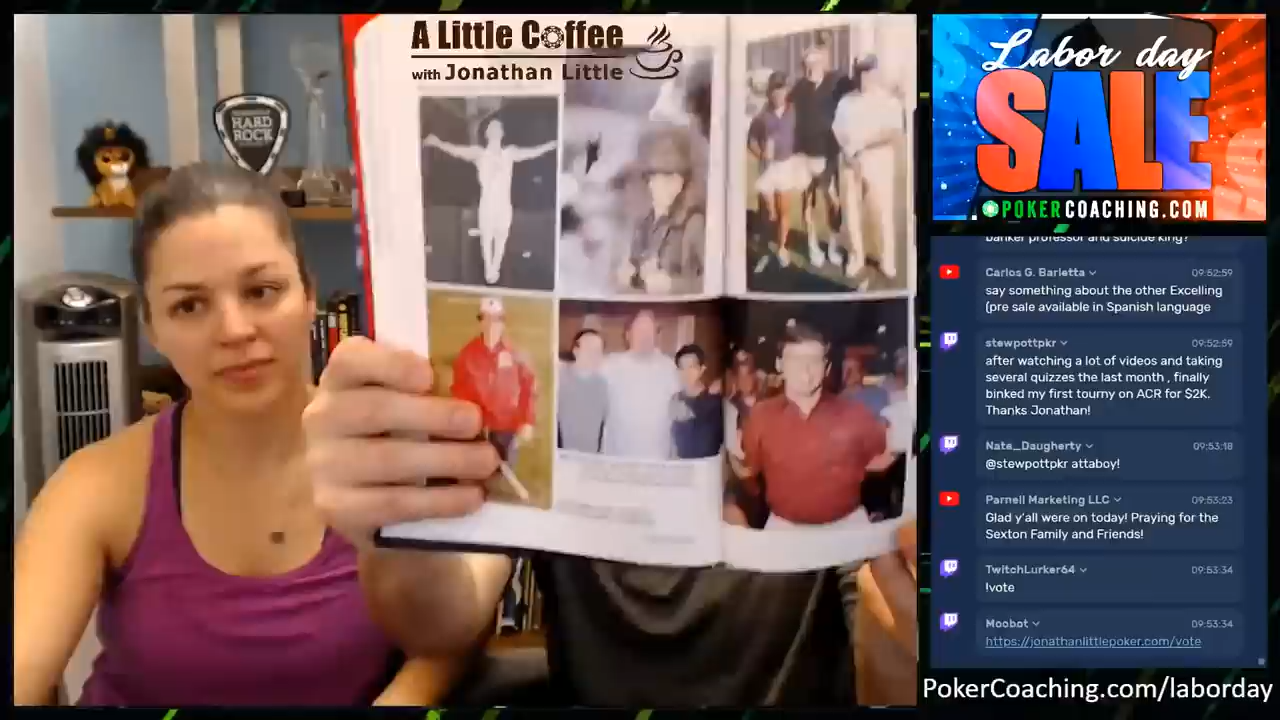 A Little Coffee
with Jonathan Little
HARD
ROCK
Labor day
SALE
POKERCOACHING.COM
banker professor and suicide king?
Carlos G. Barletta
09:52:59
say something about the other Excelling
(pre sale available in Spanish language
stewpottpkr
09:52:59
after watching a lot of videos and taking
several quizzes the last month , finally
binked my first tourny on ACR for $2K.
Thanks Jonathan!
Nate_Daugherty
09:53:18
@stewpottpkr attaboy!
Parnell Marketing LLC
09:53:23
Glad y'all were on today! Praying for the
Sexton Family and Friends!
TwitchLurker64
09:53:34
!vote
Moobot
09:53:34
https://jonathanlittlepoker.com/vote
PokerCoaching.com/laborday